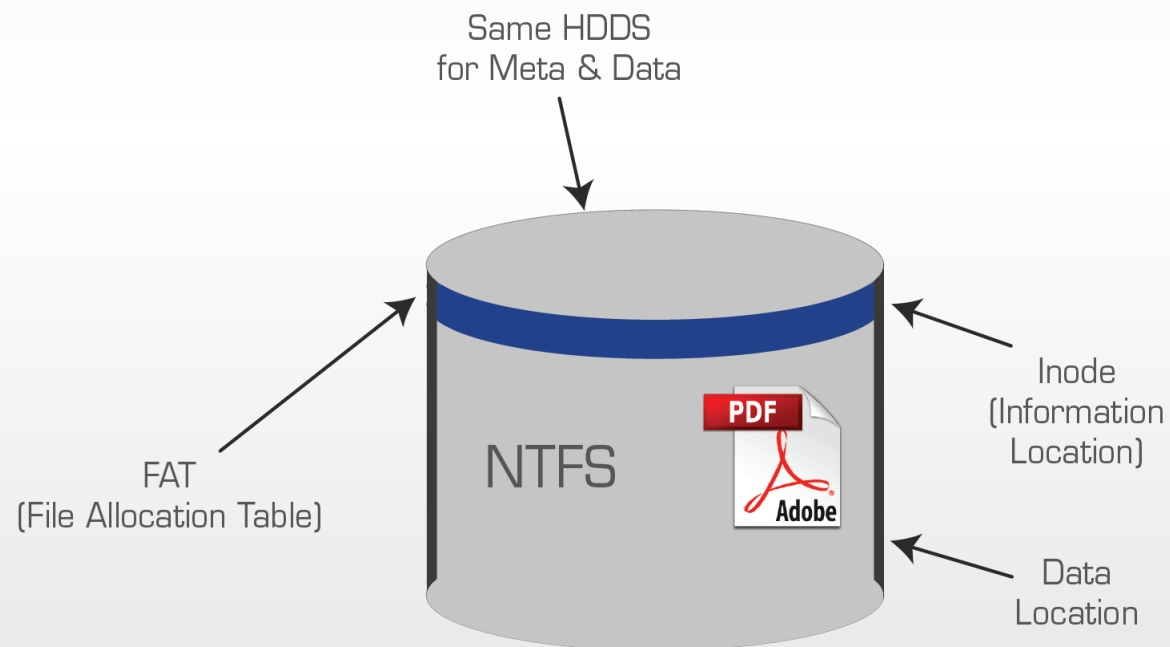 Same HDDS
for Meta & Data
FAT
(File Allocation Table)
NTFS
PDF
Adobe
Inode
(Information
Location)
Data
Location